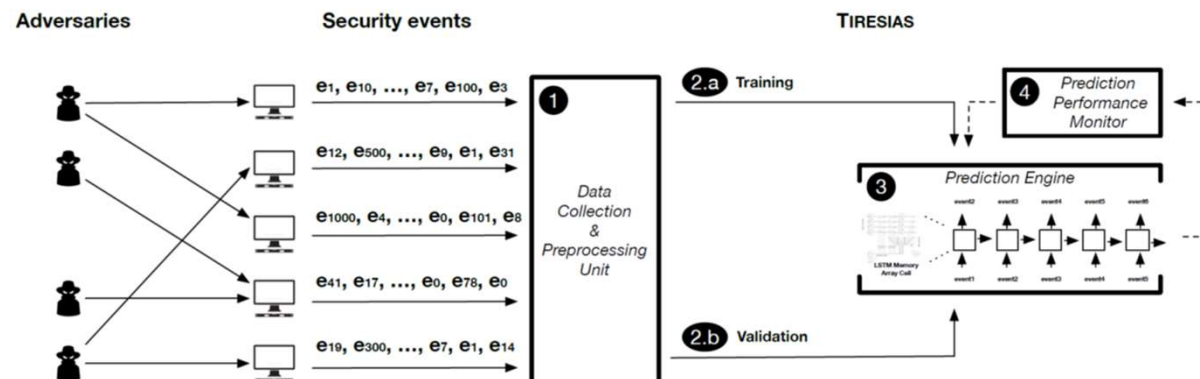 Adversaries
Security events
TIRESIAS
e1, e10, ..., e7, e100, e3
e12, e500, ..., e9, e1, e31
e1000, e4, ..., e0, e101, e8
e41, e17, ..., e0, e78, e0
e19, e300, ..., e7, e1, e14
1
Data
Collection
&
Preprocessing
Unit
2.a Training
2.b Validation
4 Prediction
Performance
Monitor
3 Prediction Engine
event2 event3 event4 event5 event6
LSTM Memory
Array Cell
event1 event2 event3 event4 event5